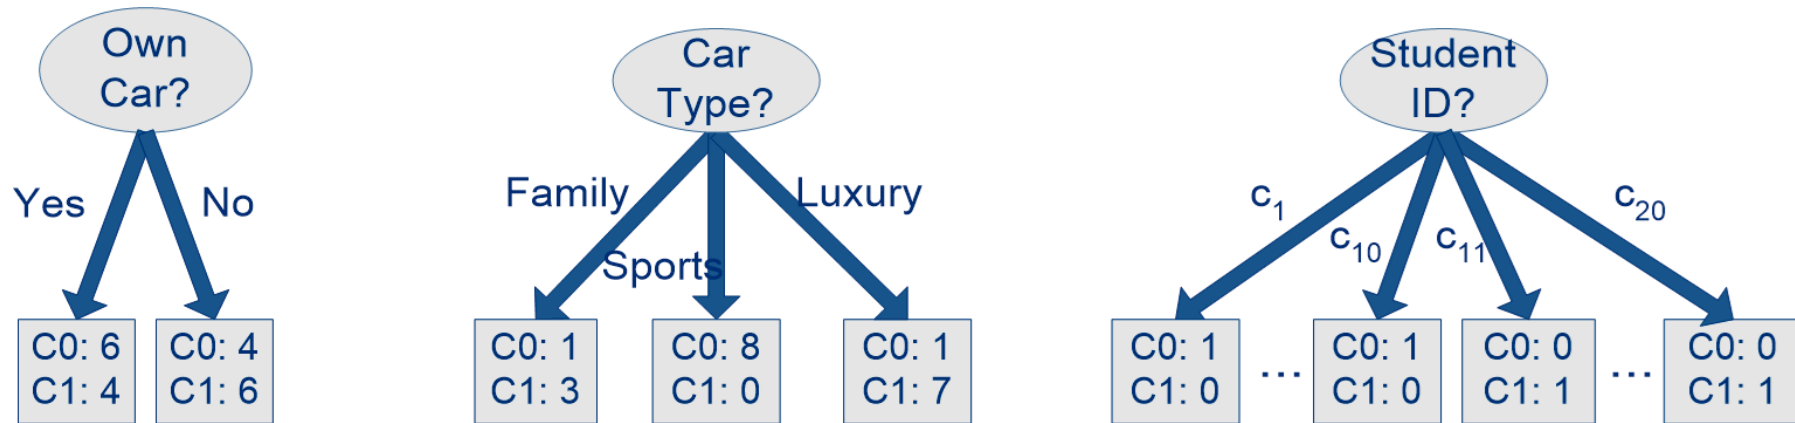 Own
Car?
Yes
No
C0: 6
C1: 4
C0: 4
C1: 6
Car
Type?
Family
Sports
Luxury
C0: 1
C1: 3
C0: 8
C1: 0
C0: 1
C1: 7
Student
ID?
c1
c10
c11
c20
C0: 1
C1: 0
...
C0: 1
C1: 0
C0: 0
C1: 1
...
C0: 0
C1: 1